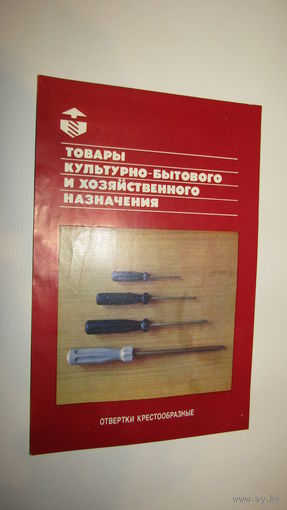 ТОВАРЫ
КУЛЬТУРНО-БЫТОВОГО
И ХОЗЯЙСТВЕННОГО
НАЗНАЧЕНИЯ
ОТВЕРТКИ КРЕСТООБРАЗНЫЕ
www.ay.by